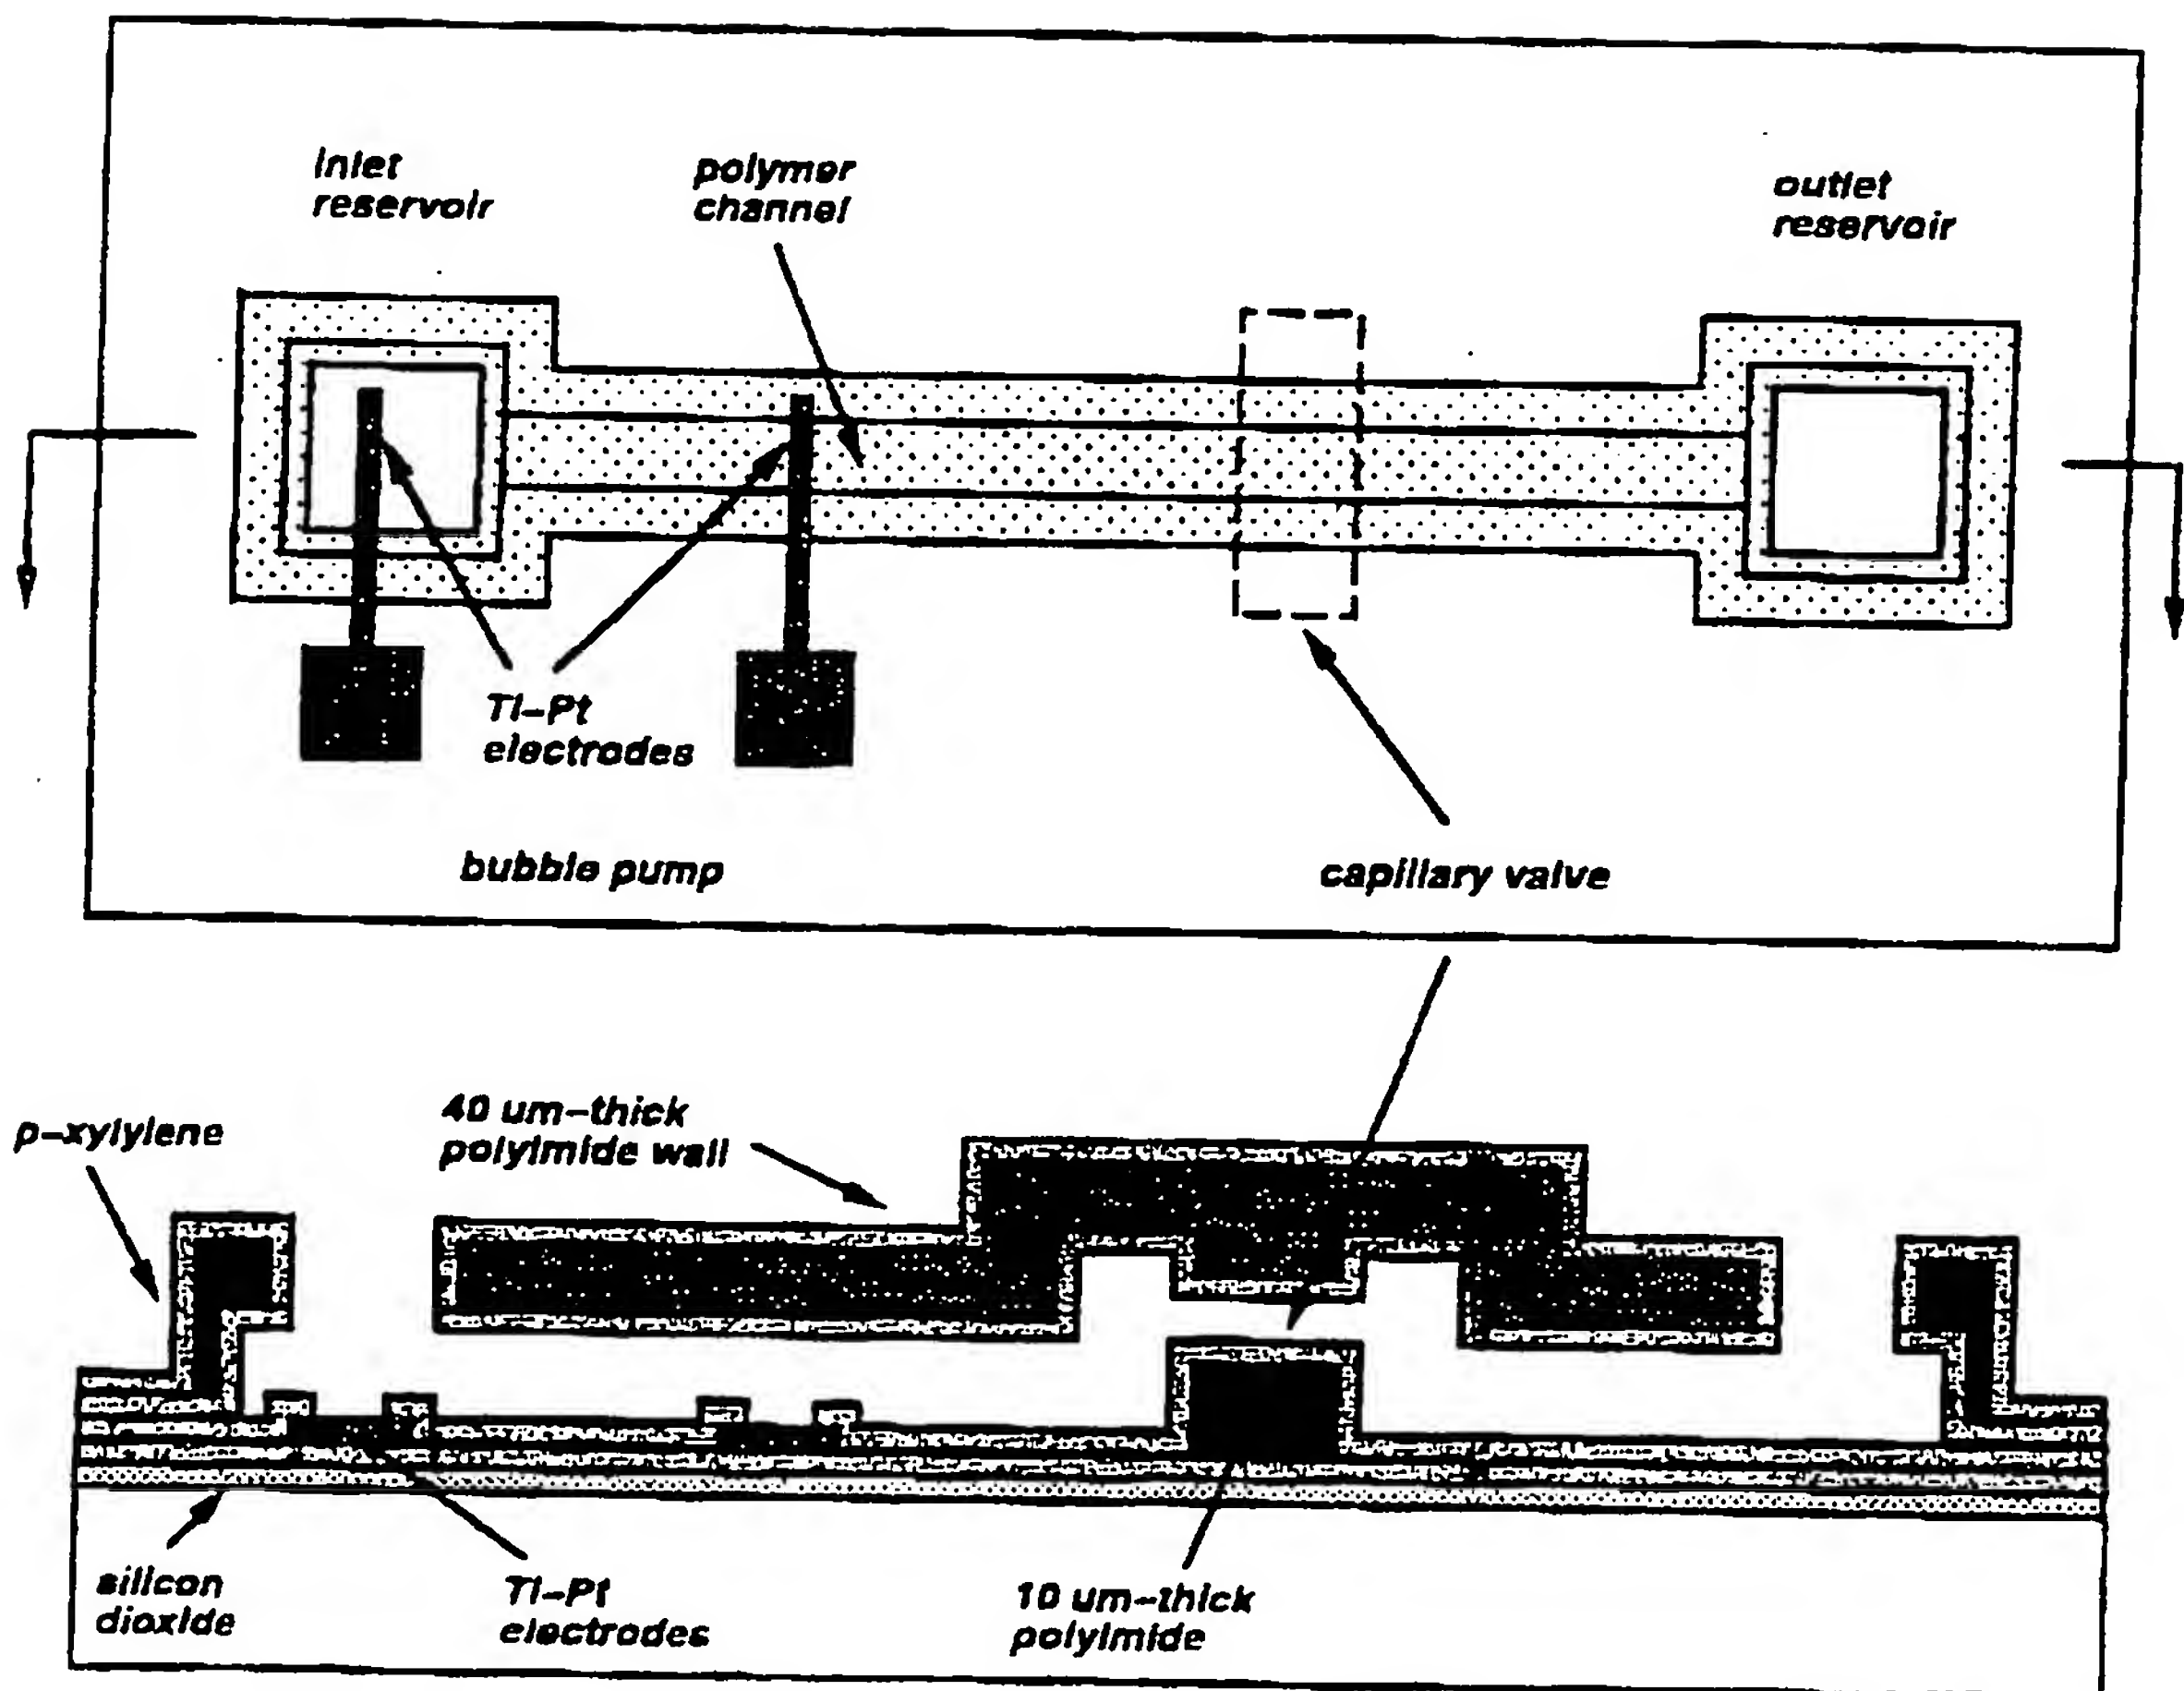 inlet
reservoir
polymer
channel
outlet
reservoir
Ti-Pt
electrodes
bubble pump
capillary valve
p-xylylene
40 um-thick
polyimide wall
silicon
dioxide
Ti-Pt
electrodes
10 um-thick
polyimide